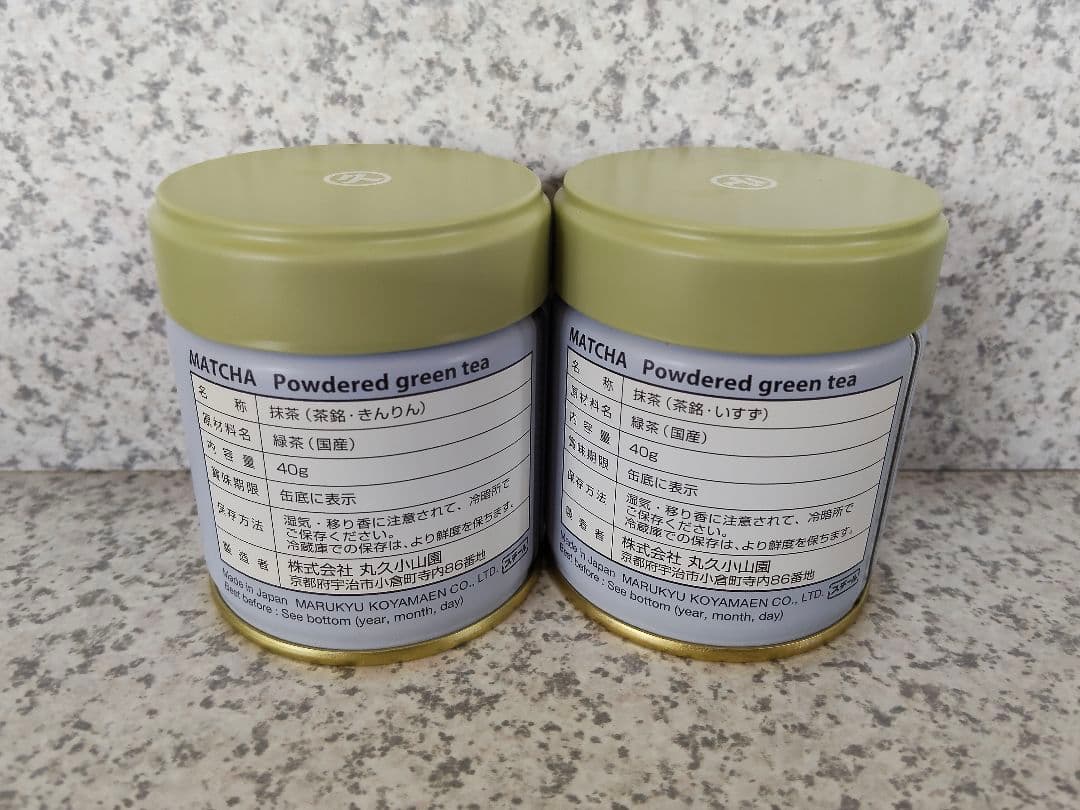 MATCHA Powdered green tea
名称 抹茶（茶銘・きんりん）
原材料名 緑茶（国産）
内容量 40g
賞味期限 缶底に表示
保存方法 湿気・移り香に注意されて、冷暗所で
ご保存ください。
冷蔵庫での保存は、より鮮度を保ちます。
製造者 株式会社 丸久小山園
京都府宇治市小倉町寺内86番地
スチール
Made in Japan MARUKYU KOYAMAEN CO., LTD.
Best before : See bottom (year, month, day)
MATCHA Powdered green tea
名称 抹茶（茶銘・いすず）
原材料名 緑茶（国産）
内容量 40g
賞味期限 缶底に表示
保存方法 湿気・移り香に注意されて、冷暗所で
ご保存ください。
冷蔵庫での保存は、より鮮度を保ちます。
製造者 株式会社 丸久小山園
京都府宇治市小倉町寺内86番地
スチール
Made in Japan MARUKYU KOYAMAEN CO., LTD.
Best before : See bottom (year, month, day)